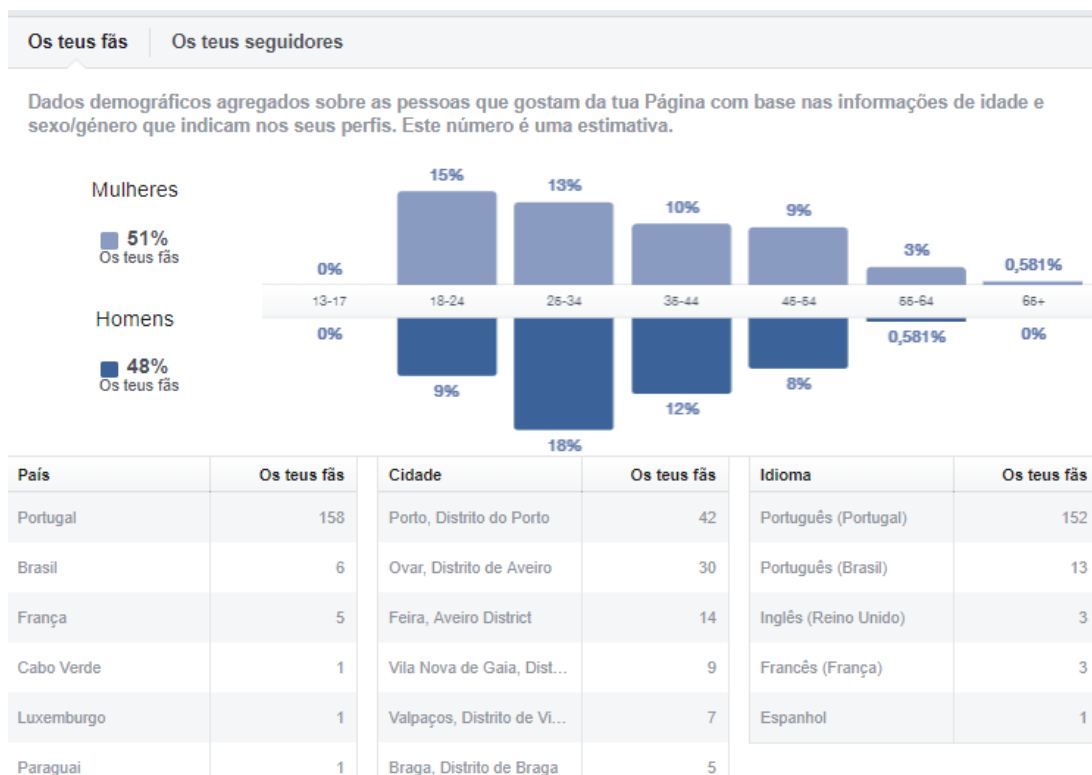 Os teus fãs
Os teus seguidores
Dados demográficos agregados sobre as pessoas que gostam da tua Página com base nas informações de idade e
sexo/género que indicam nos seus perfis. Este número é uma estimativa.
Mulheres
51%
Os teus fãs
Homens
48%
Os teus fãs
0% 15% 13% 10% 9% 3% 0,581%
13-17 18-24 25-34 35-44 45-54 55-64 65+
0% 9% 18% 12% 8% 0,581% 0%
País Os teus fãs
Portugal 158
Brasil 6
França 5
Cabo Verde 1
Luxemburgo 1
Paraguai 1
Cidade Os teus fãs
Porto, Distrito do Porto 42
Ovar, Distrito de Aveiro 30
Feira, Aveiro District 14
Vila Nova de Gaia, Dist... 9
Valpaços, Distrito de Vi... 7
Braga, Distrito de Braga 5
Idioma Os teus fãs
Português (Portugal) 152
Português (Brasil) 13
Inglês (Reino Unido) 3
Francês (França) 3
Espanhol 1